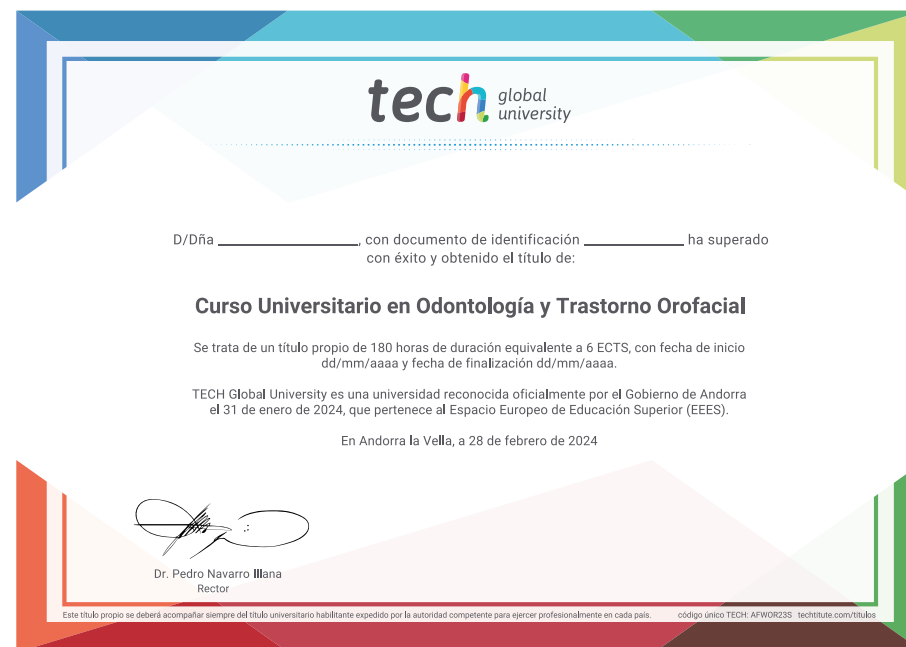 tech global university
D/Dña ____________________, con documento de identificación ______________ ha superado
con éxito y obtenido el título de:
Curso Universitario en Odontología y Trastorno Orofacial
Se trata de un título propio de 180 horas de duración equivalente a 6 ECTS, con fecha de inicio
dd/mm/aaaa y fecha de finalización dd/mm/aaaa.
TECH Global University es una universidad reconocida oficialmente por el Gobierno de Andorra
el 31 de enero de 2024, que pertenece al Espacio Europeo de Educación Superior (EEES).
En Andorra la Vella, a 28 de febrero de 2024
Dr. Pedro Navarro Illana
Rector
Este título propio se deberá acompañar siempre del título universitario habilitante expedido por la autoridad competente para ejercer profesionalmente en cada país. código único TECH: AFWOR23S techtitute.com/titulos